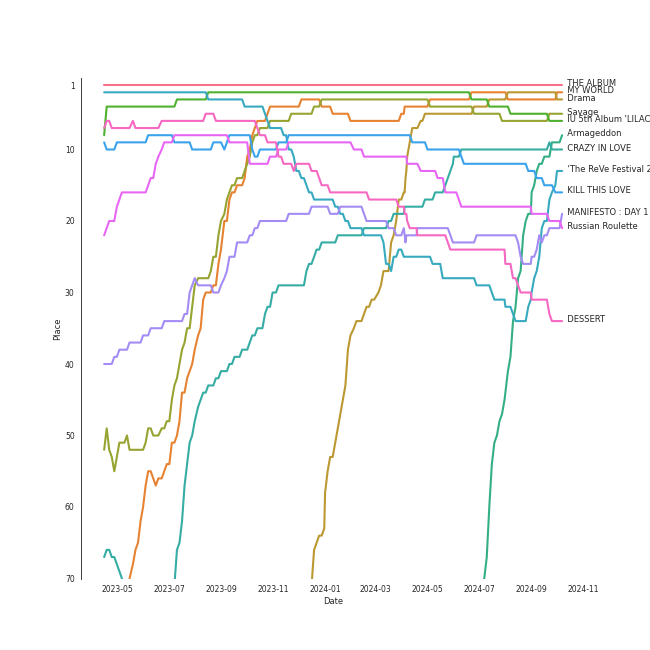 1
10
20
30
40
50
60
70
Place
2023-05
2023-07
2023-09
2023-11
2024-01
2024-03
2024-05
2024-07
2024-09
2024-11
Date
THE ALBUM
MY WORLD
Drama
Savage
IU 5th Album 'LILAC
Armageddon
CRAZY IN LOVE
'The ReVe Festival 2
KILL THIS LOVE
MANIFESTO : DAY 1
Russian Roulette
DESSERT